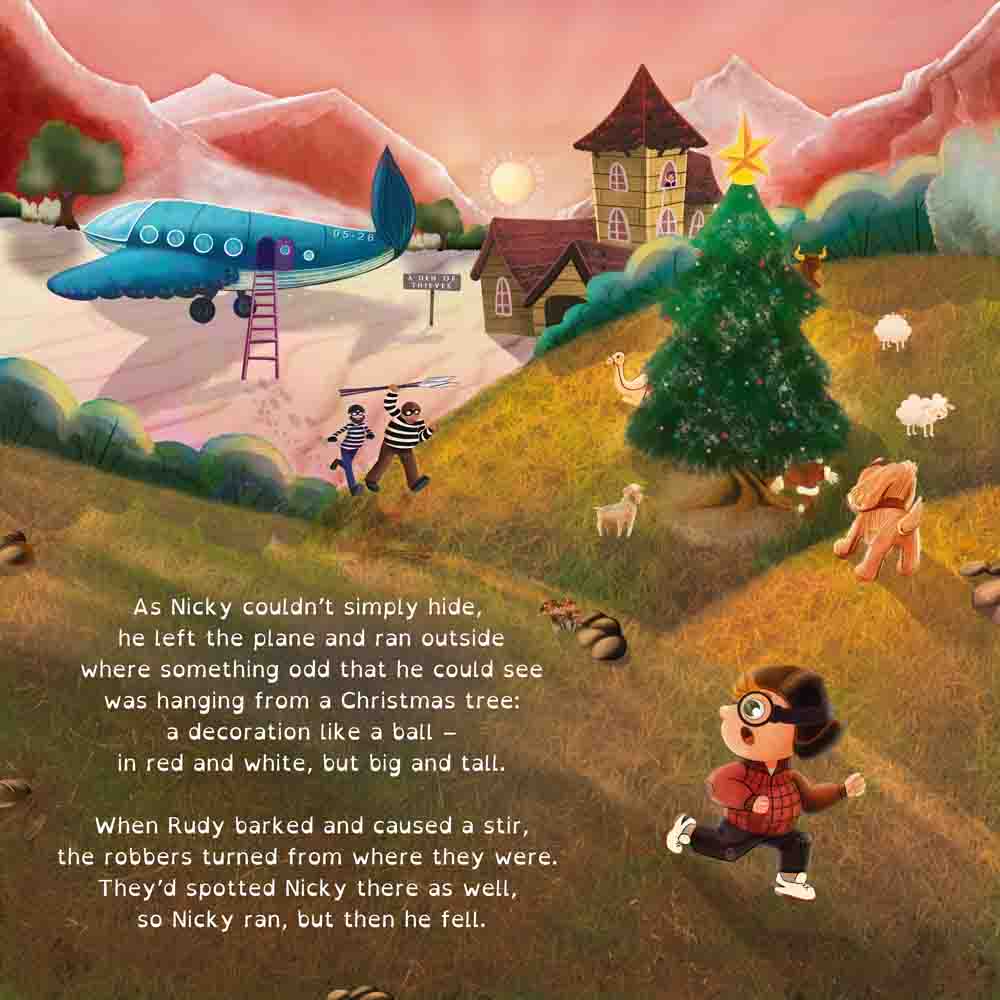 05-26
A DEN OF
THIEVES
As Nicky couldn't simply hide,
he left the plane and ran outside
where something odd that he could see
was hanging from a Christmas tree:
a decoration like a ball –
in red and white, but big and tall.
When Rudy barked and caused a stir,
the robbers turned from where they were.
They'd spotted Nicky there as well,
so Nicky ran, but then he fell.